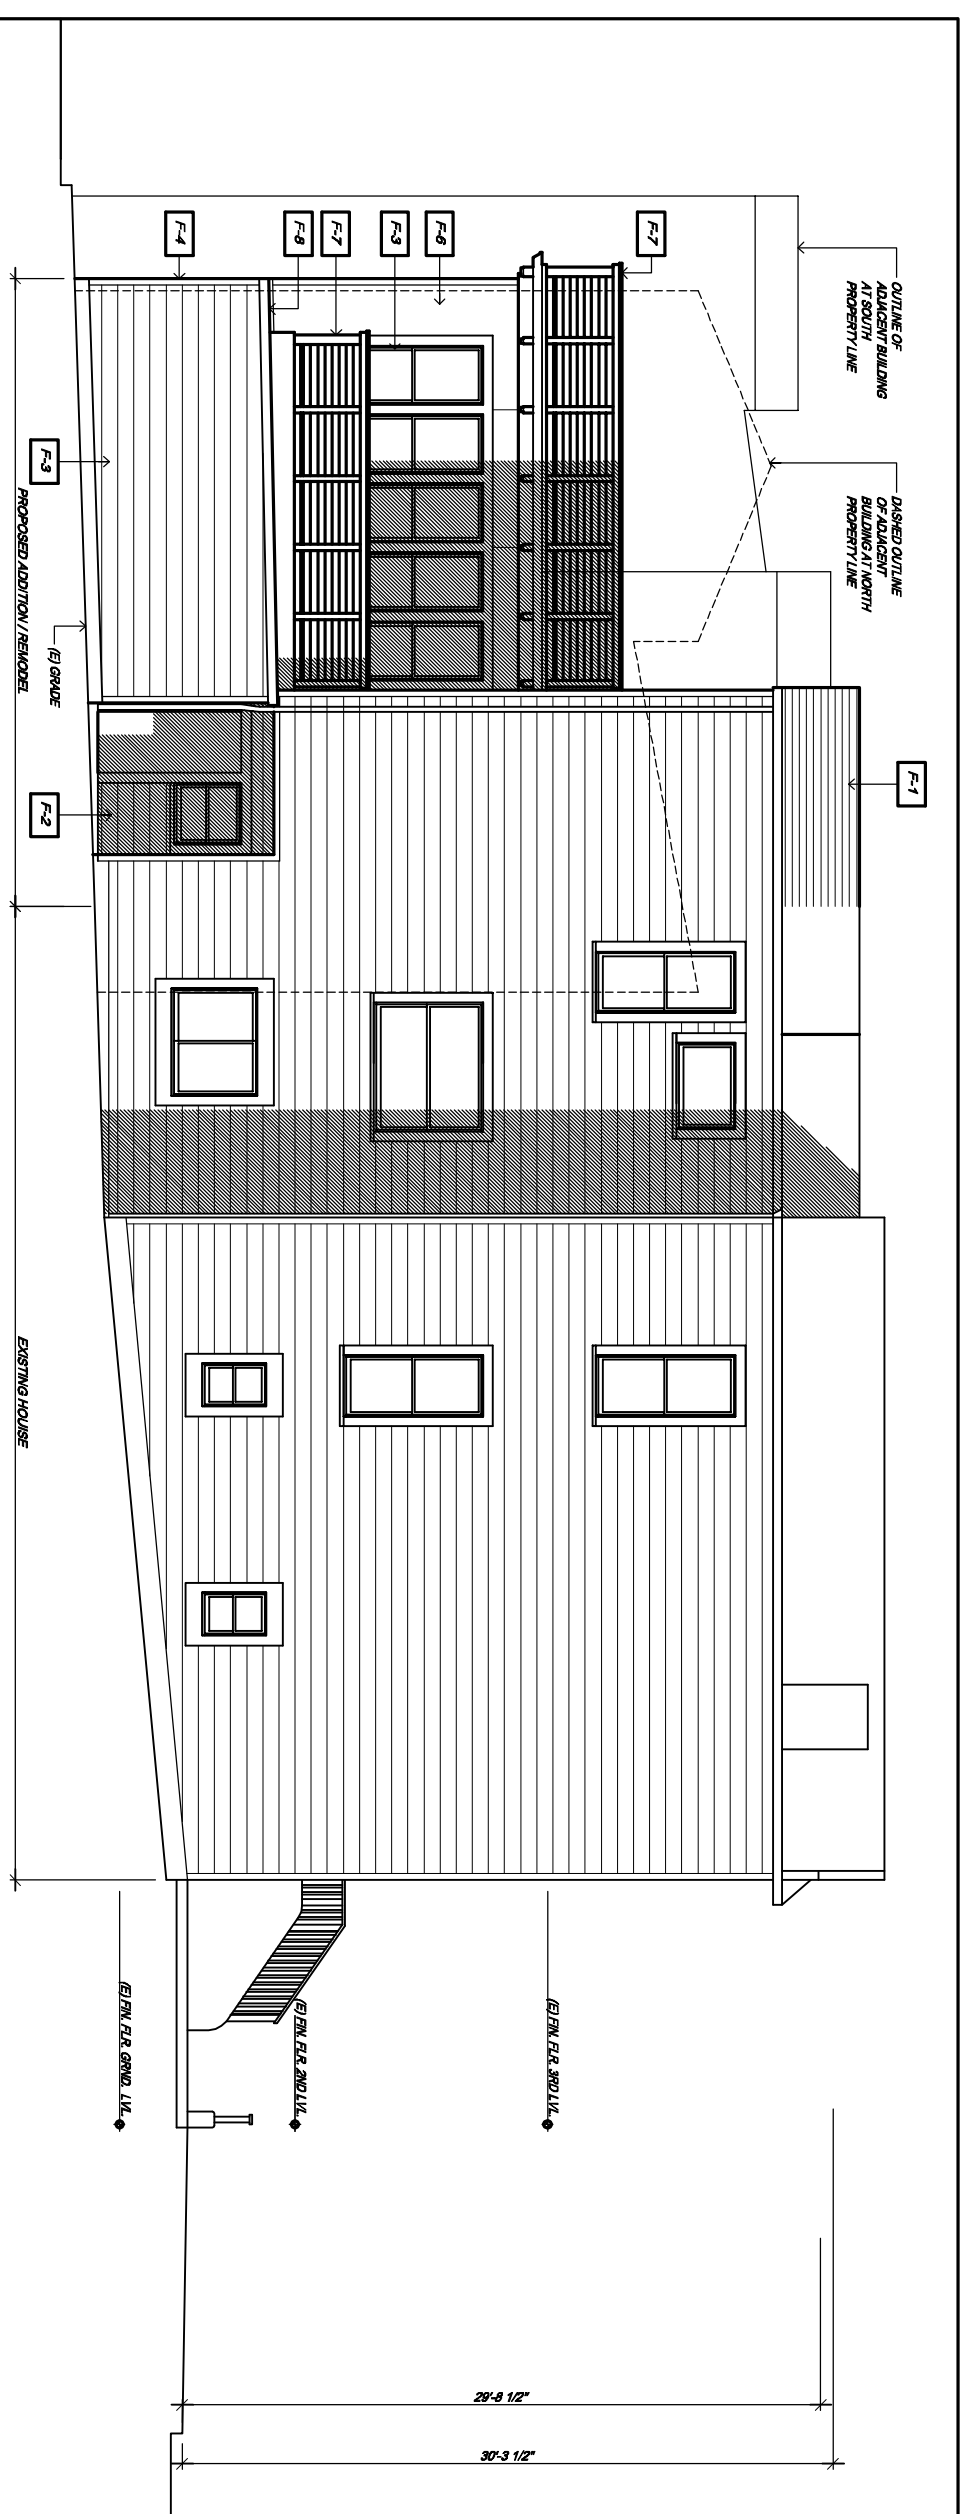 OUTLINE OF
ADJACENT BUILDING
AT SOUTH
PROPERTY LINE
DASHED OUTLINE
OF ADJACENT
BUILDING AT NORTH
PROPERTY LINE
F-1
F-7
F-6
F-3
F-7
F-8
F-4
F-3
F-2
(E) GRADE
PROPOSED ADDITION / REMODEL
EXISTING HOUISE
(E) FIN. FLR. 3RD LVL.
(E) FIN. FLR. 2ND LVL.
(E) FIN. FLR. GRND. LVL.
29'-8 1/2"
30'-3 1/2"